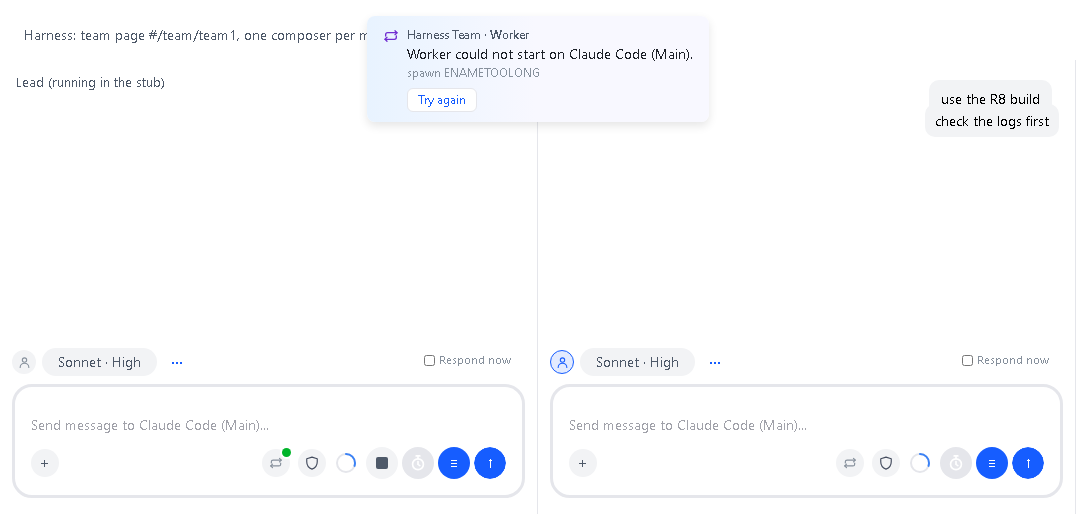 Harness: team page #/team/team1, one composer per m
Harness Team · Worker
Worker could not start on Claude Code (Main).
spawn ENAMETOOLONG
Try again
Lead (running in the stub)
use the R8 build
check the logs first
Sonnet · High
Respond now
Send message to Claude Code (Main)...
Sonnet · High
Respond now
Send message to Claude Code (Main)...